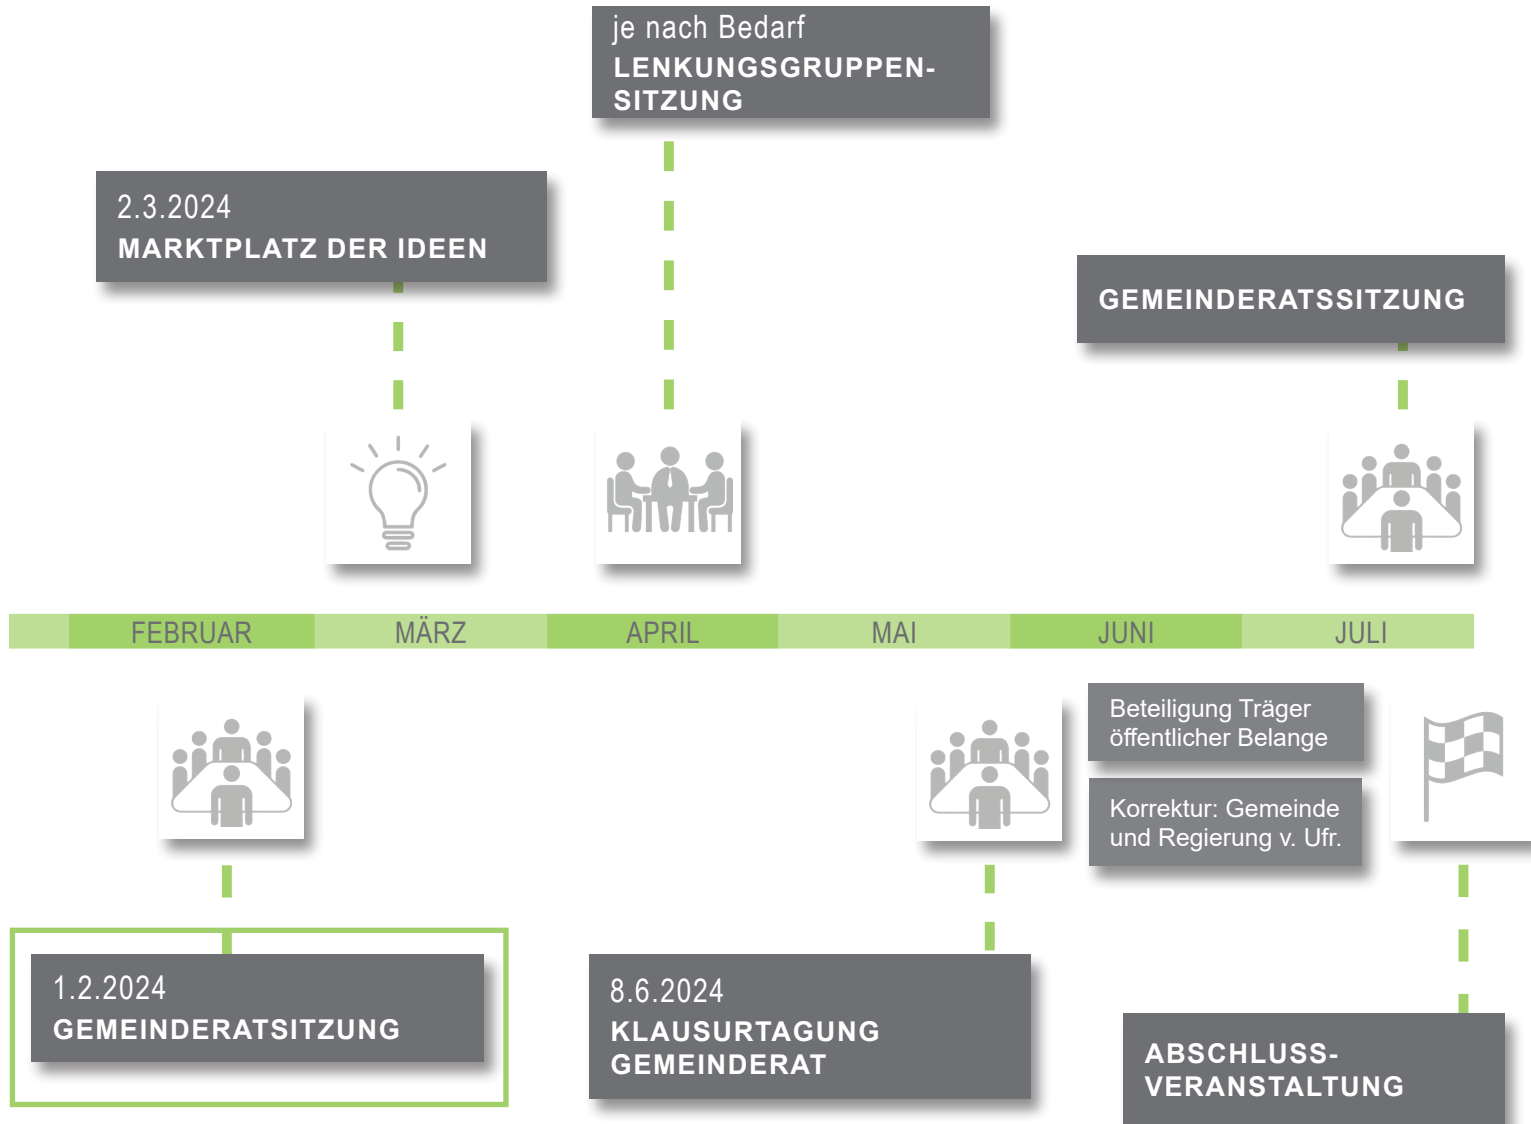 je nach Bedarf
LENKUNGSGRUPPEN-
SITZUNG
2.3.2024
MARKTPLATZ DER IDEEN
GEMEINDERATSSITZUNG
FEBRUAR
MÄRZ
APRIL
MAI
JUNI
JULI
Beteiligung Träger
öffentlicher Belange
Korrektur: Gemeinde
und Regierung v. Ufr.
1.2.2024
GEMEINDERATSITZUNG
8.6.2024
KLAUSURTAGUNG
GEMEINDERAT
ABSCHLUSS-
VERANSTALTUNG